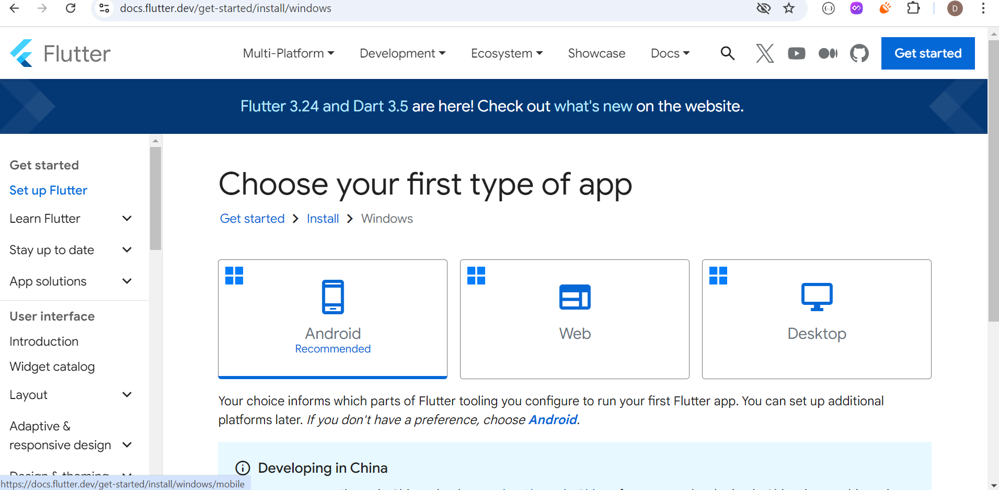 docs.flutter.dev/get-started/install/windows
D
Flutter
Multi-Platform
Development
Ecosystem
Showcase
Docs
Get started
Flutter 3.24 and Dart 3.5 are here! Check out what's new on the website.
Get started
Set up Flutter
Learn Flutter
Stay up to date
App solutions
User interface
Introduction
Widget catalog
Layout
Adaptive &
responsive design
Design & theming
https://docs.flutter.dev/get-started/install/windows/mobile
Choose your first type of app
Get started > Install > Windows
Android
Recommended
Web
Desktop
Your choice informs which parts of Flutter tooling you configure to run your first Flutter app. You can set up additional
platforms later. If you don't have a preference, choose Android.
Developing in China